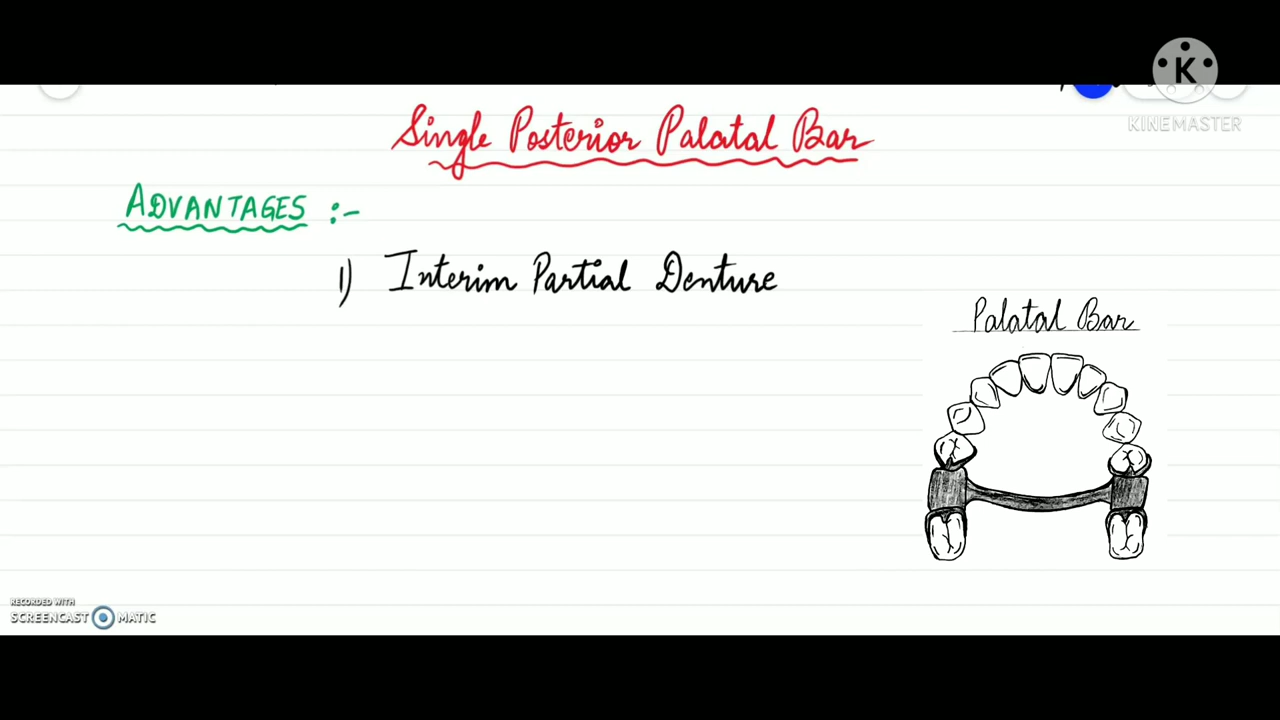 K
KINEMASTER
Single Posterior Palatal Bar
ADVANTAGES :-
1) Interim Partial Denture
Palatal Bar
RECORDED WITH
SCREENCAST MATIC